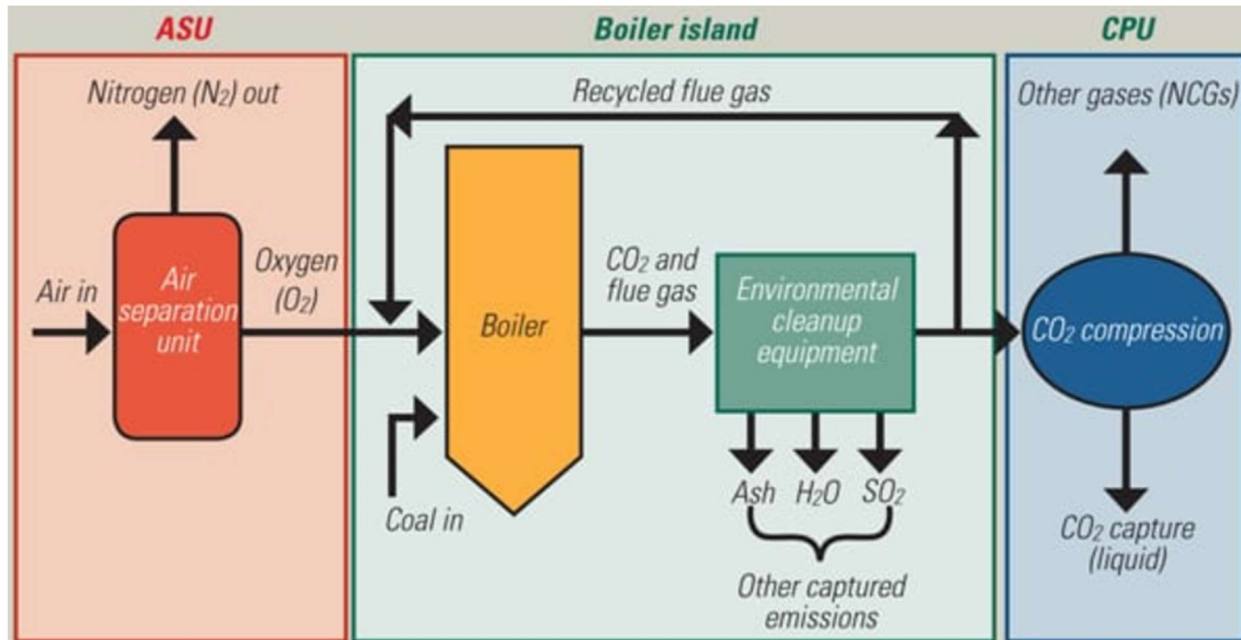 ASU
Boiler island
CPU
Nitrogen (N₂) out
Recycled flue gas
Other gases (NCGs)
Air in
Air
separation
unit
Oxygen
(O₂)
Boiler
CO₂ and
flue gas
Environmental
cleanup
equipment
CO₂ compression
Coal in
Ash
H₂O
SO₂
Other captured
emissions
CO₂ capture
(liquid)